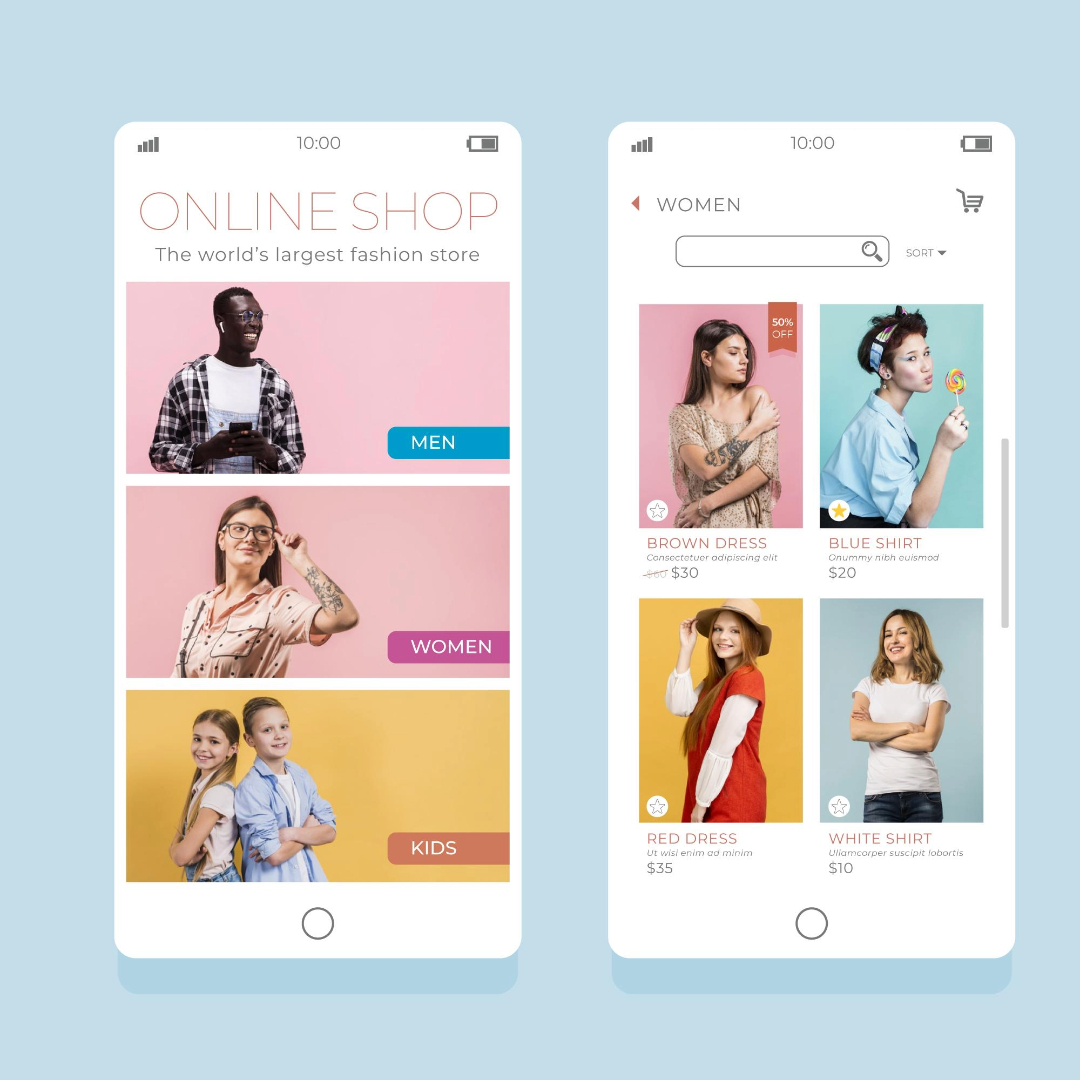 10:00
ONLINE SHOP
The world's largest fashion store
MEN
WOMEN
KIDS
10:00
WOMEN
SORT
50%
OFF
BROWN DRESS
Consectetuer adipiscing elit
$60 $30
BLUE SHIRT
Onummy nibh euismod
$20
RED DRESS
Ut wisi enim ad minim
$35
WHITE SHIRT
Ullamcorper suscipit lobortis
$10